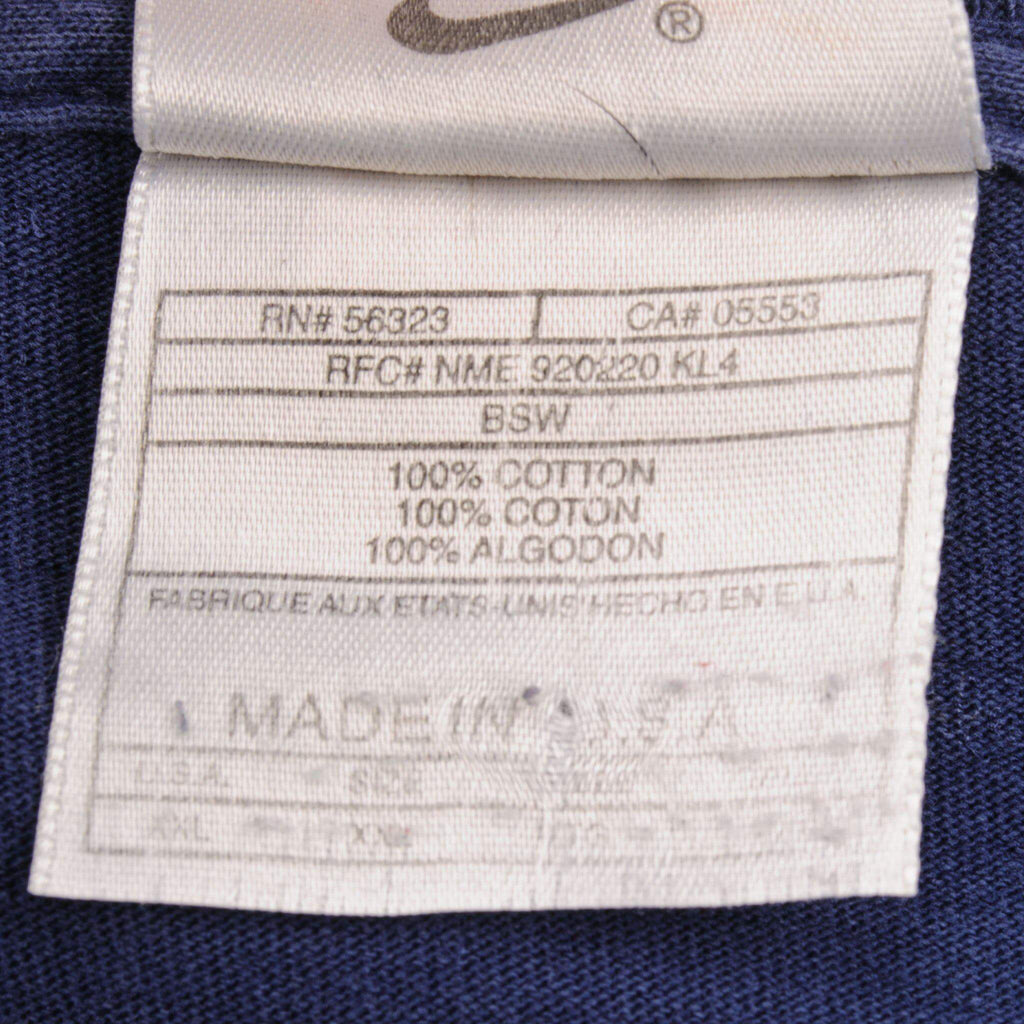 ®
RN# 56323 CA# 05553
RFC# NME 920220 KL4
BSW
100% COTTON
100% COTON
100% ALGODON
FABRIQUE AUX ETATS-UNIS HECHO EN E.U.A.
MADE IN U.S.A
U.S.A. SIZE
XXL